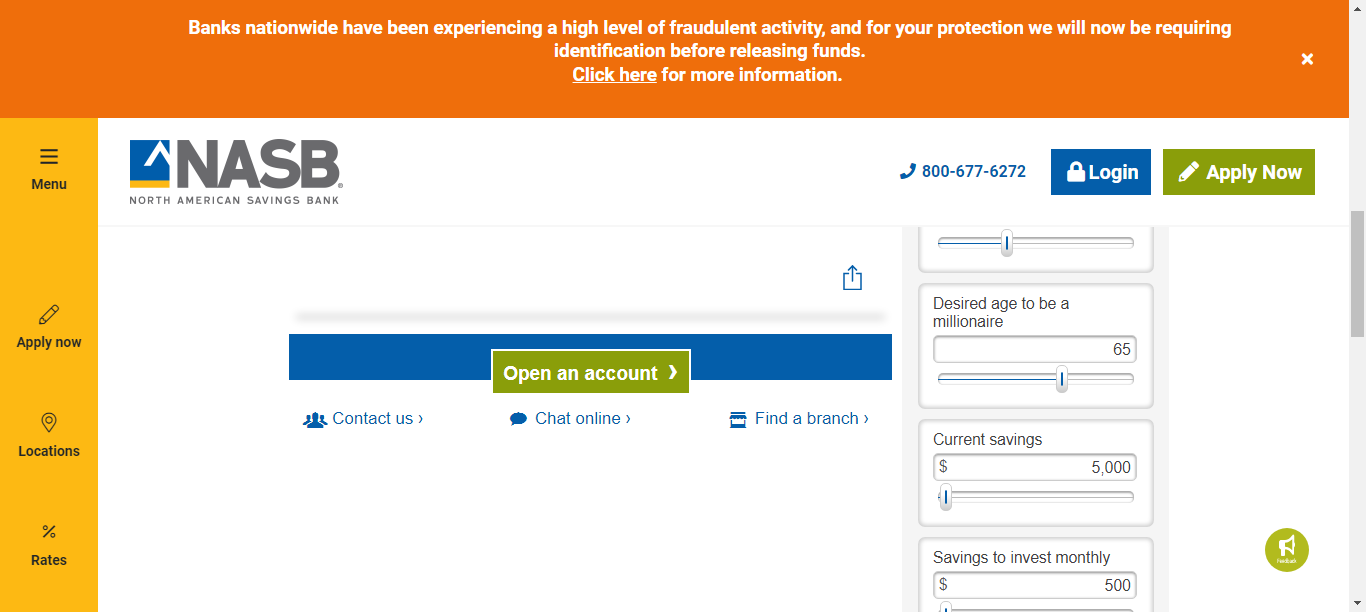 Banks nationwide have been experiencing a high level of fraudulent activity, and for your protection we will now be requiring
identification before releasing funds.
Click here for more information.
×
Menu
NASB®
NORTH AMERICAN SAVINGS BANK
800-677-6272
Login
Apply Now
Apply now
Locations
% Rates
Open an account ❯
Contact us ›
Chat online ›
Find a branch ›
Desired age to be a
millionaire
65
Current savings
$ 5,000
Savings to invest monthly
$ 500
Feedback